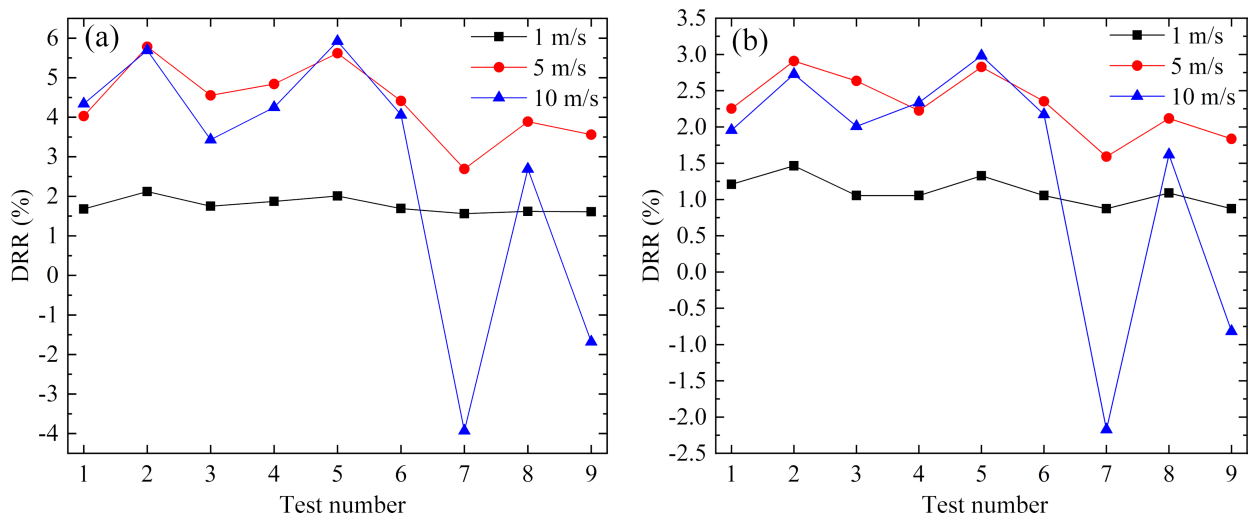 (a)
1 m/s
5 m/s
10 m/s
6
5
4
3
2
1
0
-1
-2
-3
-4
DRR (%)
1 2 3 4 5 6 7 8 9
Test number
(b)
1 m/s
5 m/s
10 m/s
3.5
3.0
2.5
2.0
1.5
1.0
0.5
0.0
-0.5
-1.0
-1.5
-2.0
-2.5
DRR (%)
1 2 3 4 5 6 7 8 9
Test number